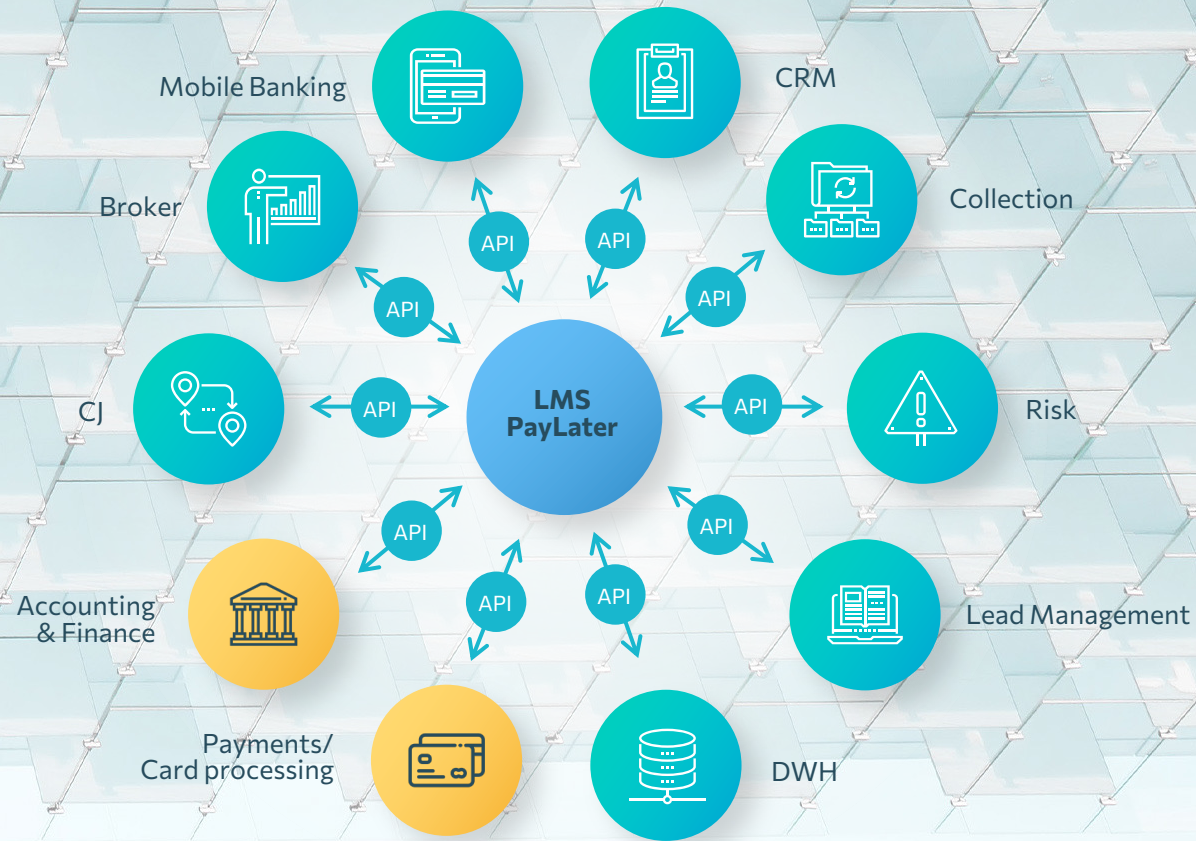 Mobile Banking
CRM
Broker
Collection
API
API
API
API
LMS
PayLater
CJ
API
API
Risk
API
API
Accounting
& Finance
API
API
Lead Management
Payments/
Card processing
DWH